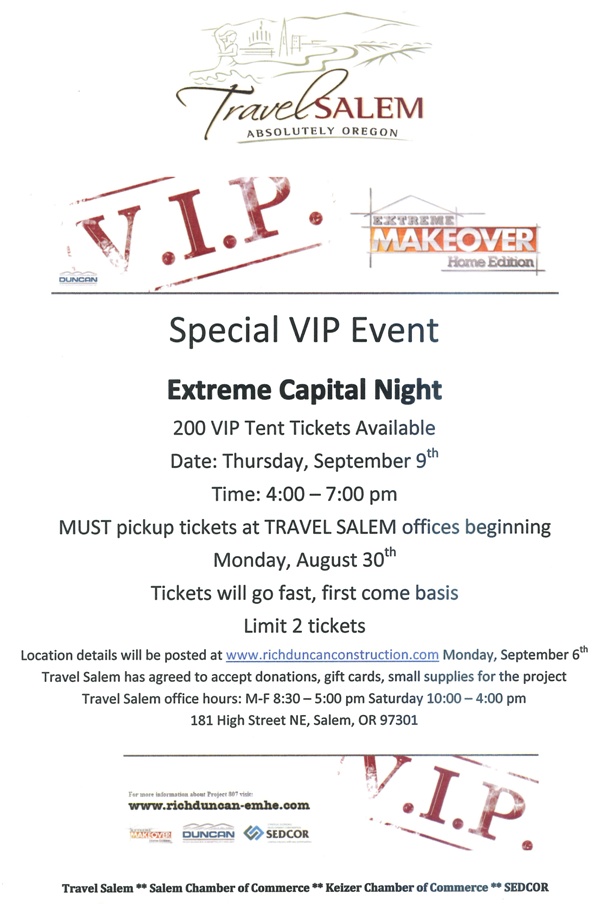 Travel SALEM
ABSOLUTELY OREGON
V.I.P.
DUNCAN
EXTREME
MAKEOVER
Home Edition
Special VIP Event
Extreme Capital Night
200 VIP Tent Tickets Available
Date: Thursday, September 9th
Time: 4:00 – 7:00 pm
MUST pickup tickets at TRAVEL SALEM offices beginning
Monday, August 30th
Tickets will go fast, first come basis
Limit 2 tickets
Location details will be posted at www.richduncanconstruction.com Monday, September 6th
Travel Salem has agreed to accept donations, gift cards, small supplies for the project
Travel Salem office hours: M-F 8:30 – 5:00 pm Saturday 10:00 – 4:00 pm
181 High Street NE, Salem, OR 97301
For more information about Project 807 visit:
www.richduncan-emhe.com
MAKEOVER DUNCAN SEDCOR
V.I.P.
Travel Salem ** Salem Chamber of Commerce ** Keizer Chamber of Commerce ** SEDCOR